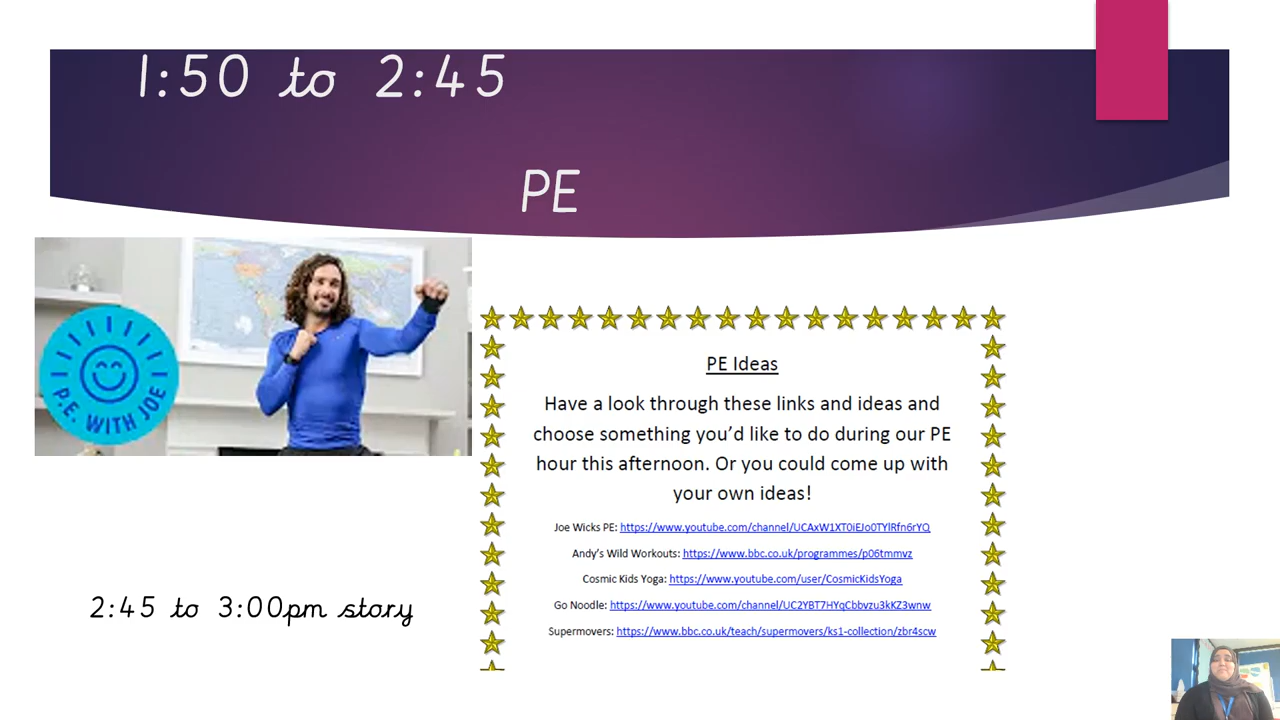 1:50 to 2:45
PE
P.E. WITH JOE
PE Ideas
Have a look through these links and ideas and
choose something you’d like to do during our PE
hour this afternoon. Or you could come up with
your own ideas!
Joe Wicks PE: https://www.youtube.com/channel/UCAxW1XT0iEJo0TYlRfn6rYQ
Andy’s Wild Workouts: https://www.bbc.co.uk/programmes/p06tmmvz
Cosmic Kids Yoga: https://www.youtube.com/user/CosmicKidsYoga
Go Noodle: https://www.youtube.com/channel/UC2YBT7HYqCbbvzu3kKZ3wnw
Supermovers: https://www.bbc.co.uk/teach/supermovers/ks1-collection/zbr4scw
2:45 to 3:00pm story